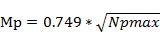 Mp = 0.749 * √Npmax